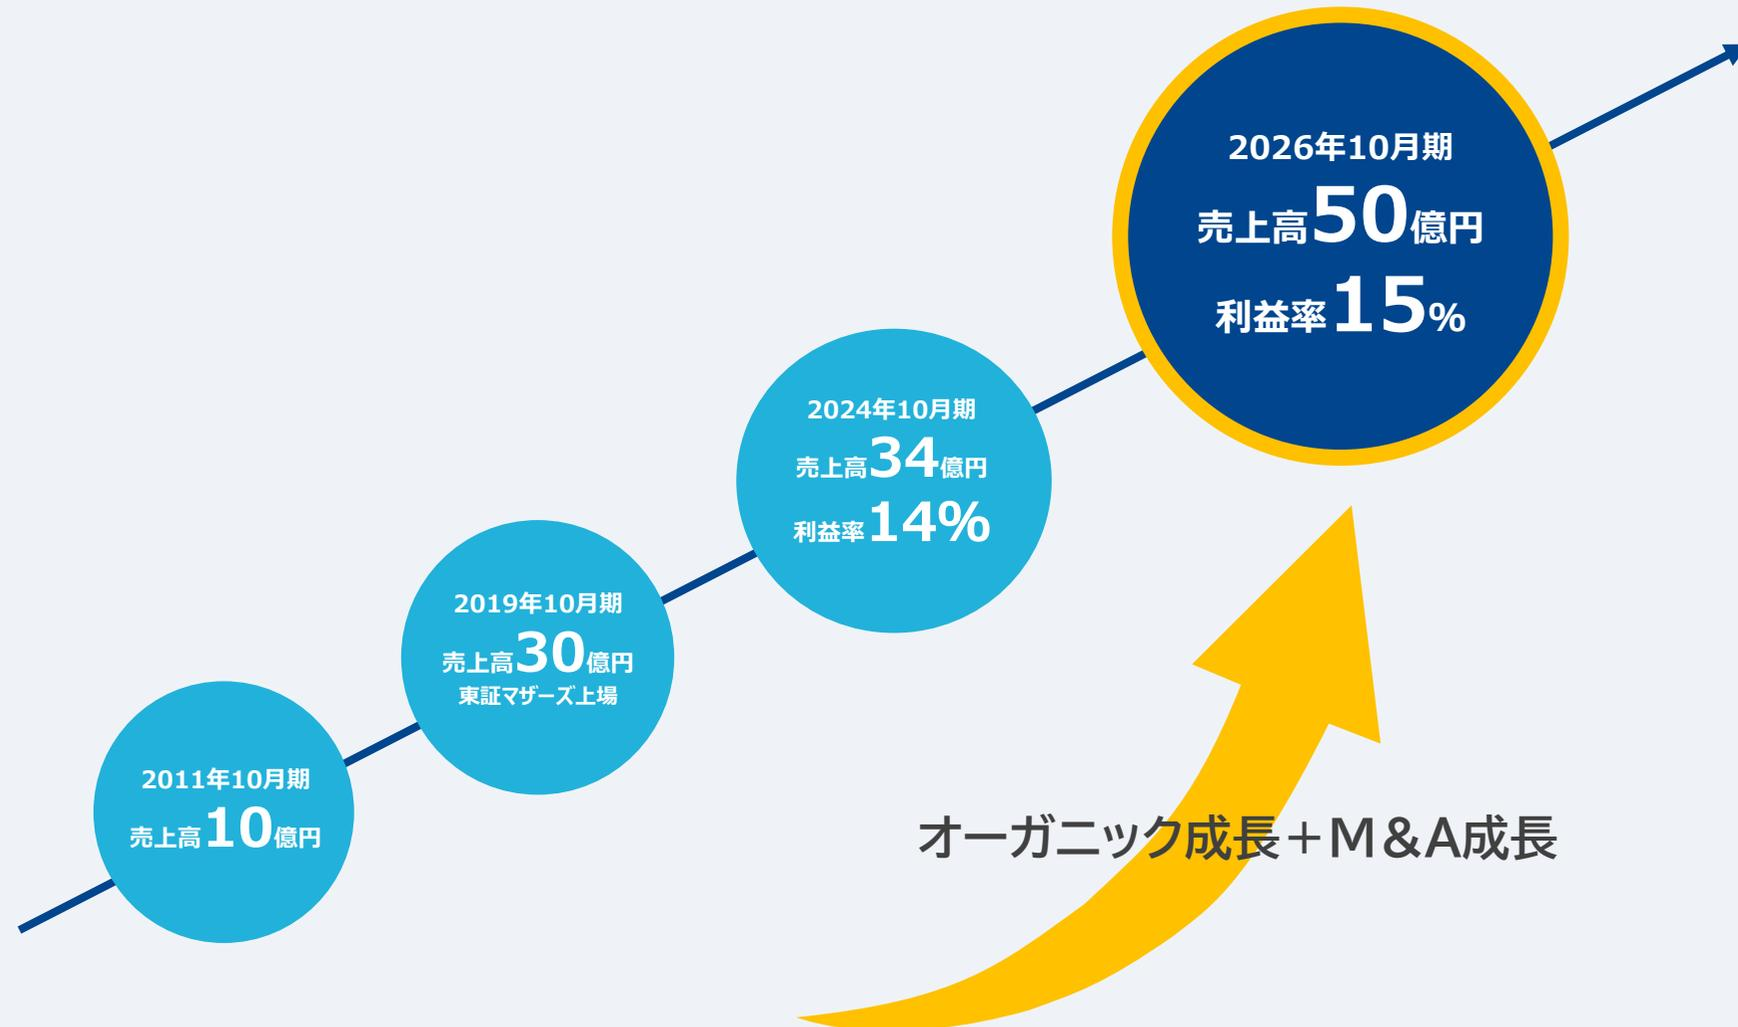 2026年10月期
売上高50億円
利益率15%
2024年10月期
売上高34億円
利益率14%
2019年10月期
売上高30億円
東証マザーズ上場
2011年10月期
売上高10億円
オーガニック成長＋M＆A成長